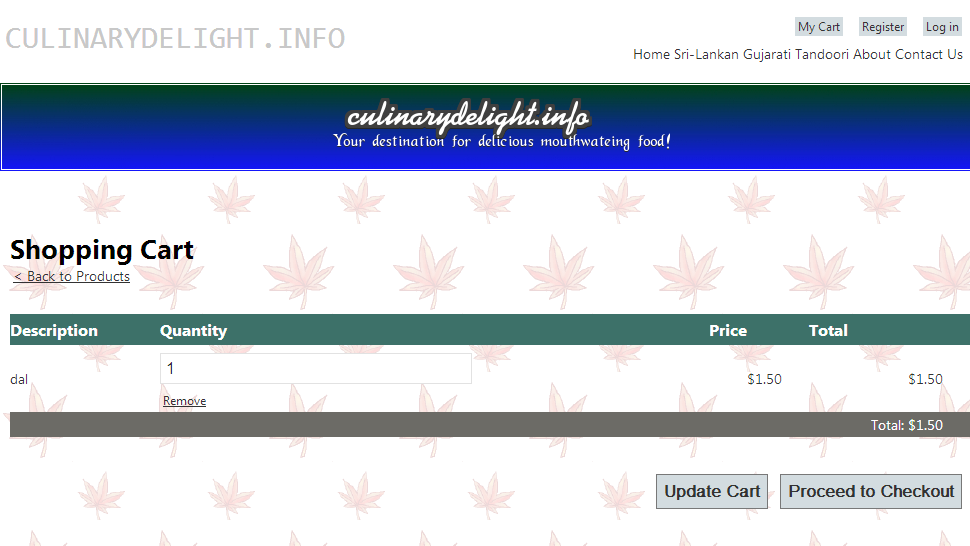 CULINARYDELIGHT.INFO
My Cart Register Log in
Home Sri-Lankan Gujarati Tandoori About Contact Us
culinarydelight.info
Your destination for delicious mouthwateing food!
Shopping Cart
< Back to Products
Description Quantity Price Total
dal 1 $1.50 $1.50
Remove
Total: $1.50
Update Cart Proceed to Checkout